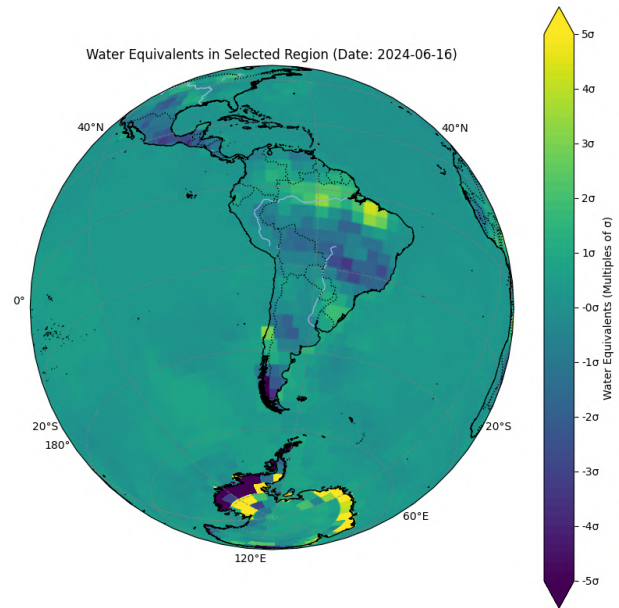 Water Equivalents in Selected Region (Date: 2024-06-16)
40°N
40°N
0°
20°S
180°
20°S
60°E
120°E
5σ
4σ
3σ
2σ
1σ
-0σ
-1σ
-2σ
-3σ
-4σ
-5σ
Water Equivalents (Multiples of σ)